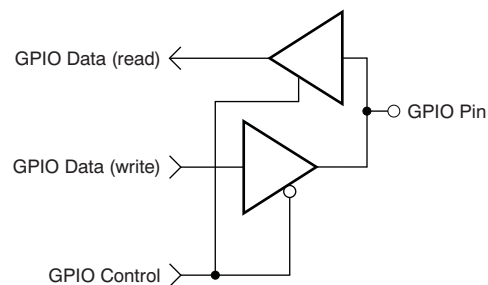 GPIO Data (read)
GPIO Pin
GPIO Data (write)
GPIO Control